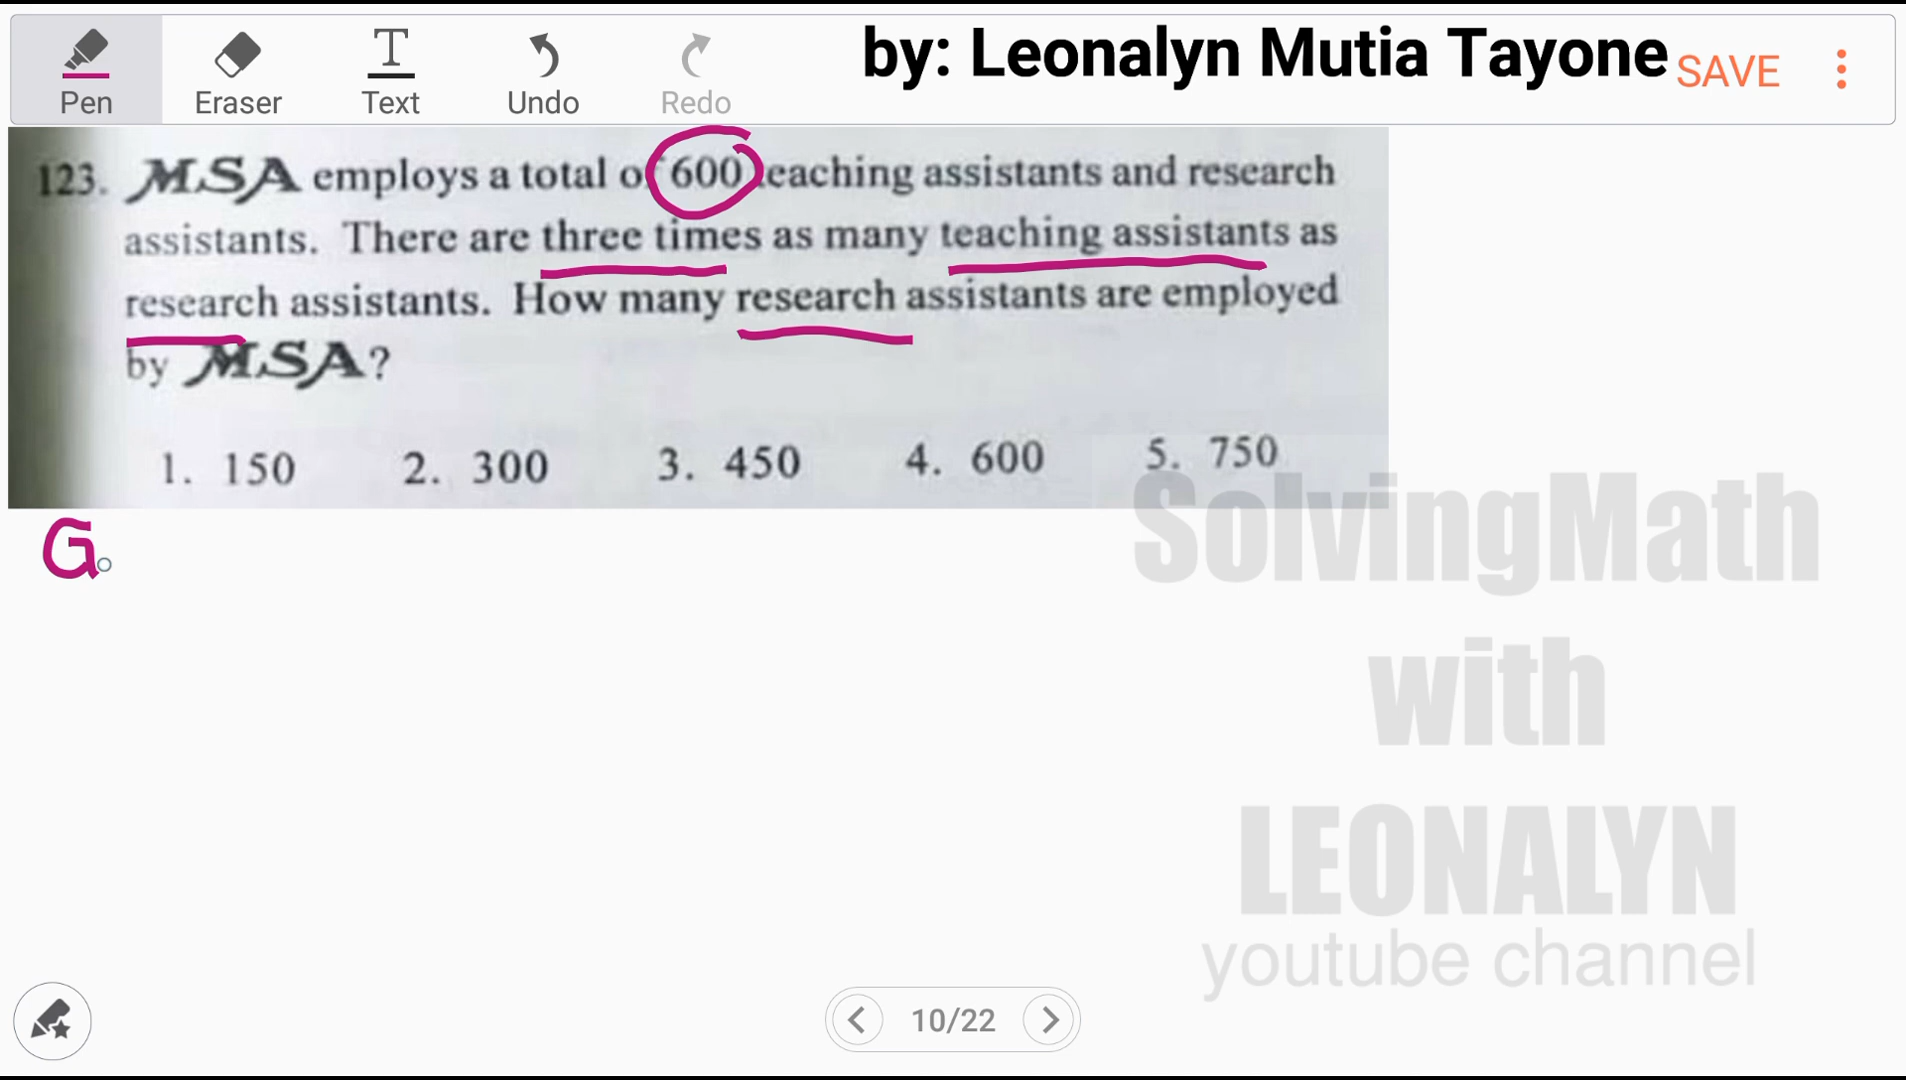 Pen
Eraser
Text
Undo
Redo
by: Leonalyn Mutia Tayone
SAVE
123. MSA employs a total of 600 teaching assistants and research
assistants. There are three times as many teaching assistants as
research assistants. How many research assistants are employed
by MSA?
1. 150 2. 300 3. 450 4. 600 5. 750
G
SolvingMath
with
LEONALYN
youtube channel
10/22